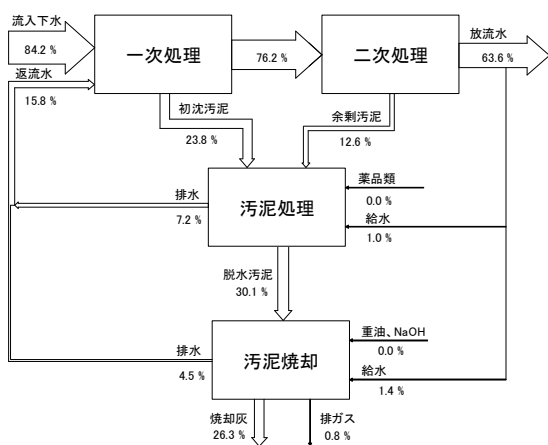 流入下水
84.2 %
一次処理
76.2 %
二次処理
放流水
63.6 %
返流水
15.8 %
初沈汚泥
23.8 %
余剰汚泥
12.6 %
汚泥処理
薬品類
0.0 %
給水
1.0 %
排水
7.2 %
脱水汚泥
30.1 %
汚泥焼却
重油、NaOH
0.0 %
給水
1.4 %
排水
4.5 %
焼却灰
26.3 %
排ガス
0.8 %